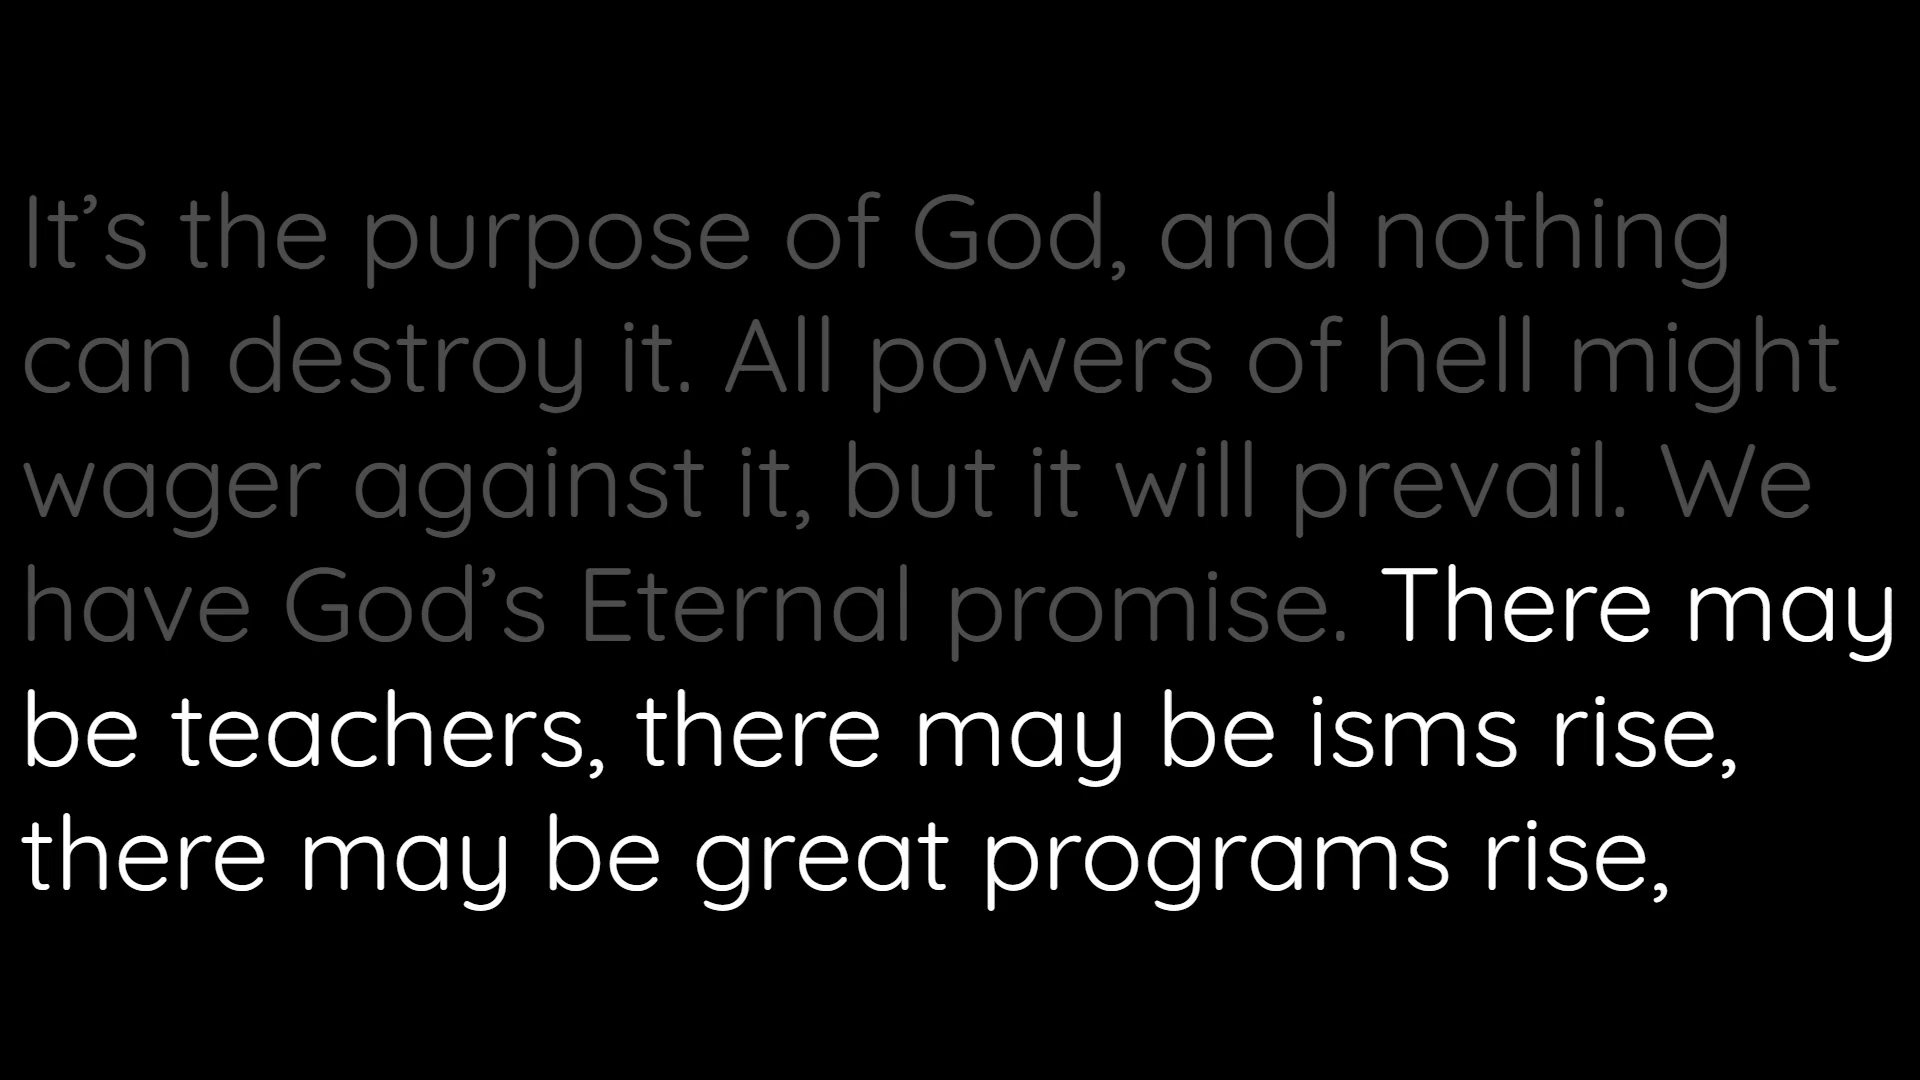 It’s the purpose of God, and nothing
can destroy it. All powers of hell might
wager against it, but it will prevail. We
have God’s Eternal promise. There may
be teachers, there may be isms rise,
there may be great programs rise,